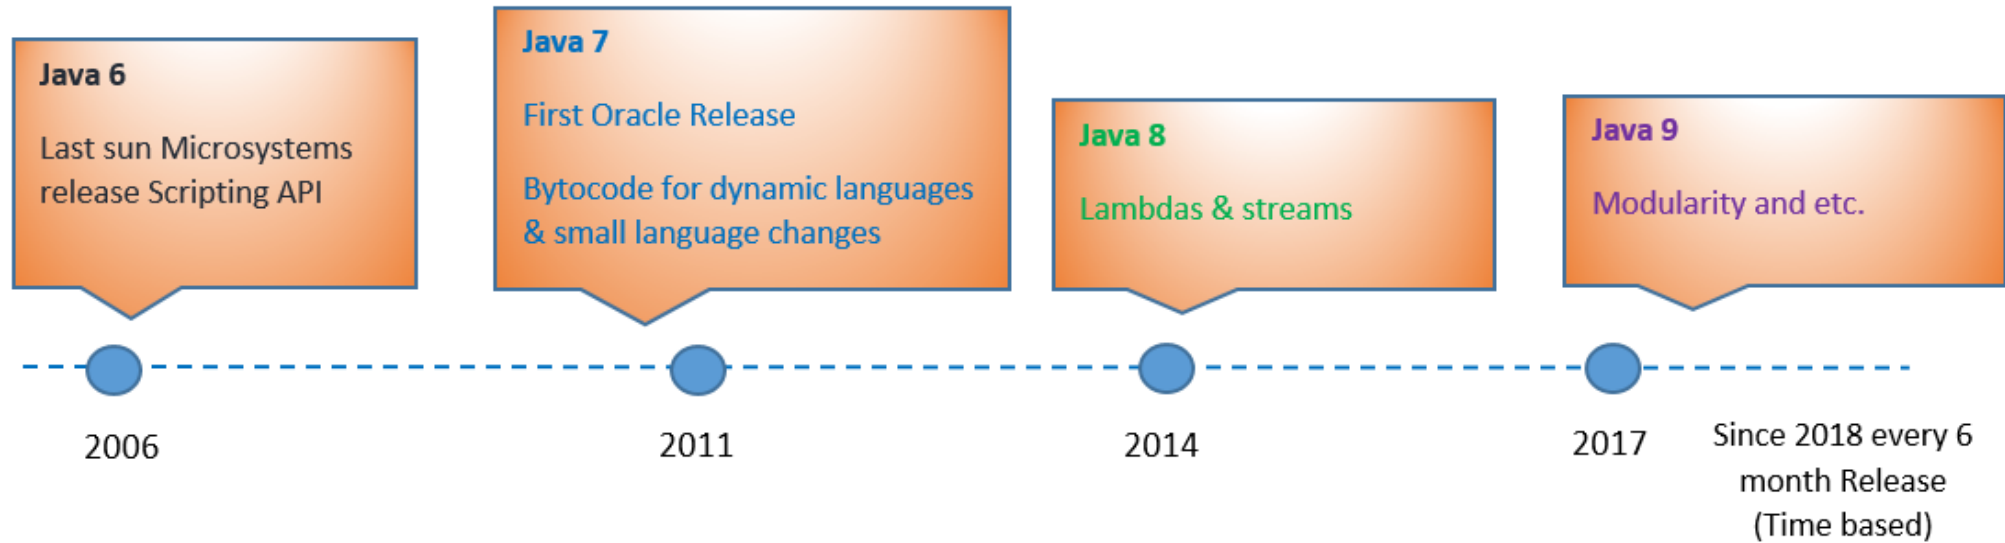 Java 6
Last sun Microsystems
release Scripting API
Java 7
First Oracle Release
Bytocode for dynamic languages
& small language changes
Java 8
Lambdas & streams
Java 9
Modularity and etc.
2006
2011
2014
2017
Since 2018 every 6
month Release
(Time based)